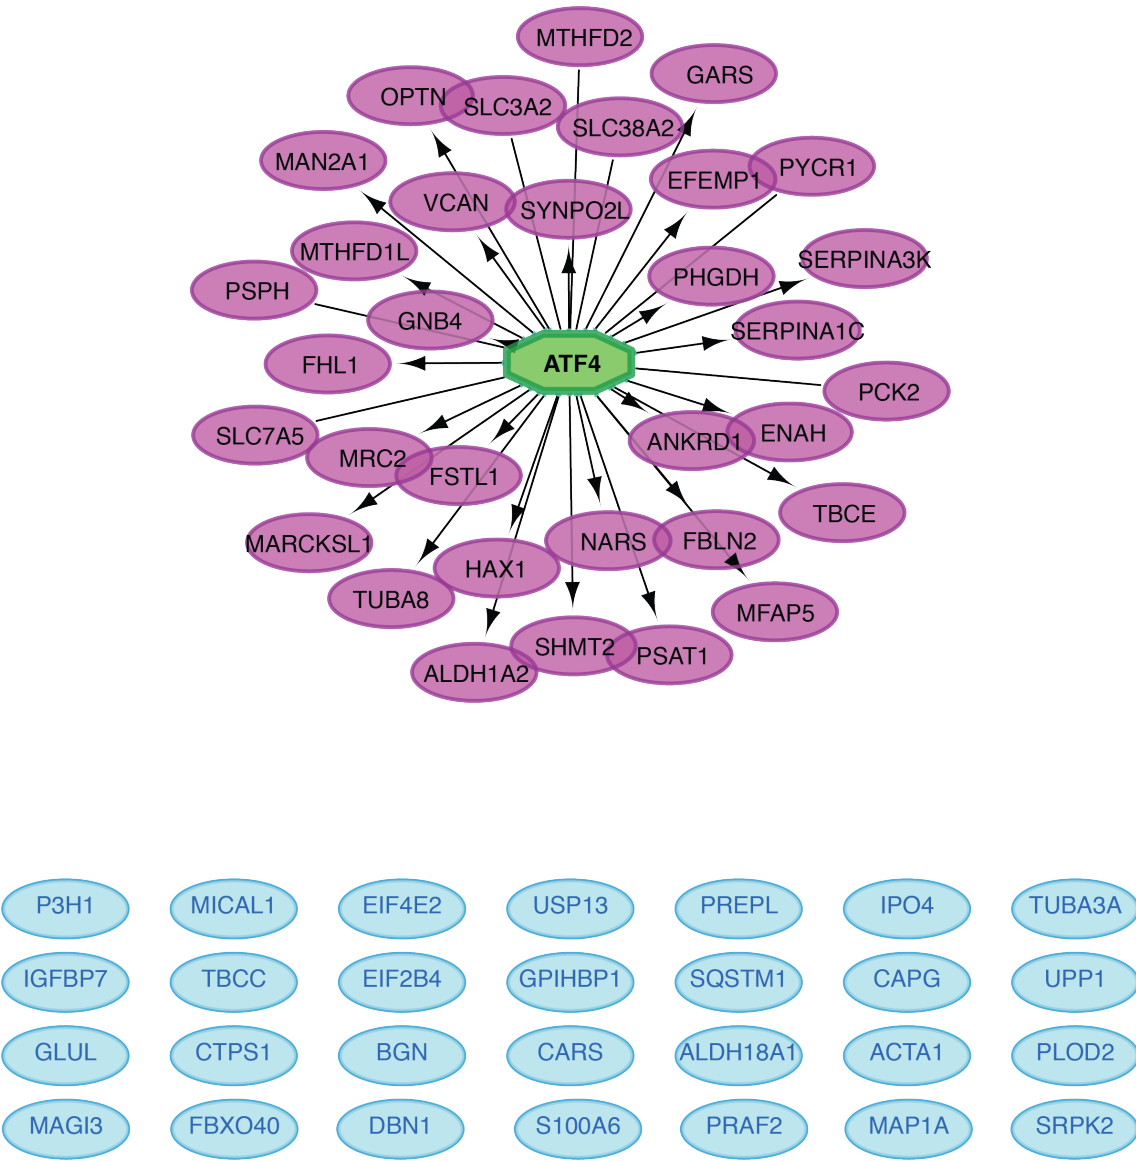 MTHFD2
GARS
OPTN
SLC3A2
SLC38A2
MAN2A1
EFEMP1
PYCR1
VCAN
SYNPO2L
MTHFD1L
SERPINA3K
PHGDH
PSPH
GNB4
SERPINA1C
FHL1
ATF4
PCK2
SLC7A5
ANKRD1
ENAH
MRC2
FSTL1
TBCE
MARCKSL1
NARS
FBLN2
HAX1
TUBA8
MFAP5
SHMT2
PSAT1
ALDH1A2
P3H1 MICAL1 EIF4E2 USP13 PREPL IPO4 TUBA3A
IGFBP7 TBCC EIF2B4 GPIHBP1 SQSTM1 CAPG UPP1
GLUL CTPS1 BGN CARS ALDH18A1 ACTA1 PLOD2
MAGI3 FBXO40 DBN1 S100A6 PRAF2 MAP1A SRPK2